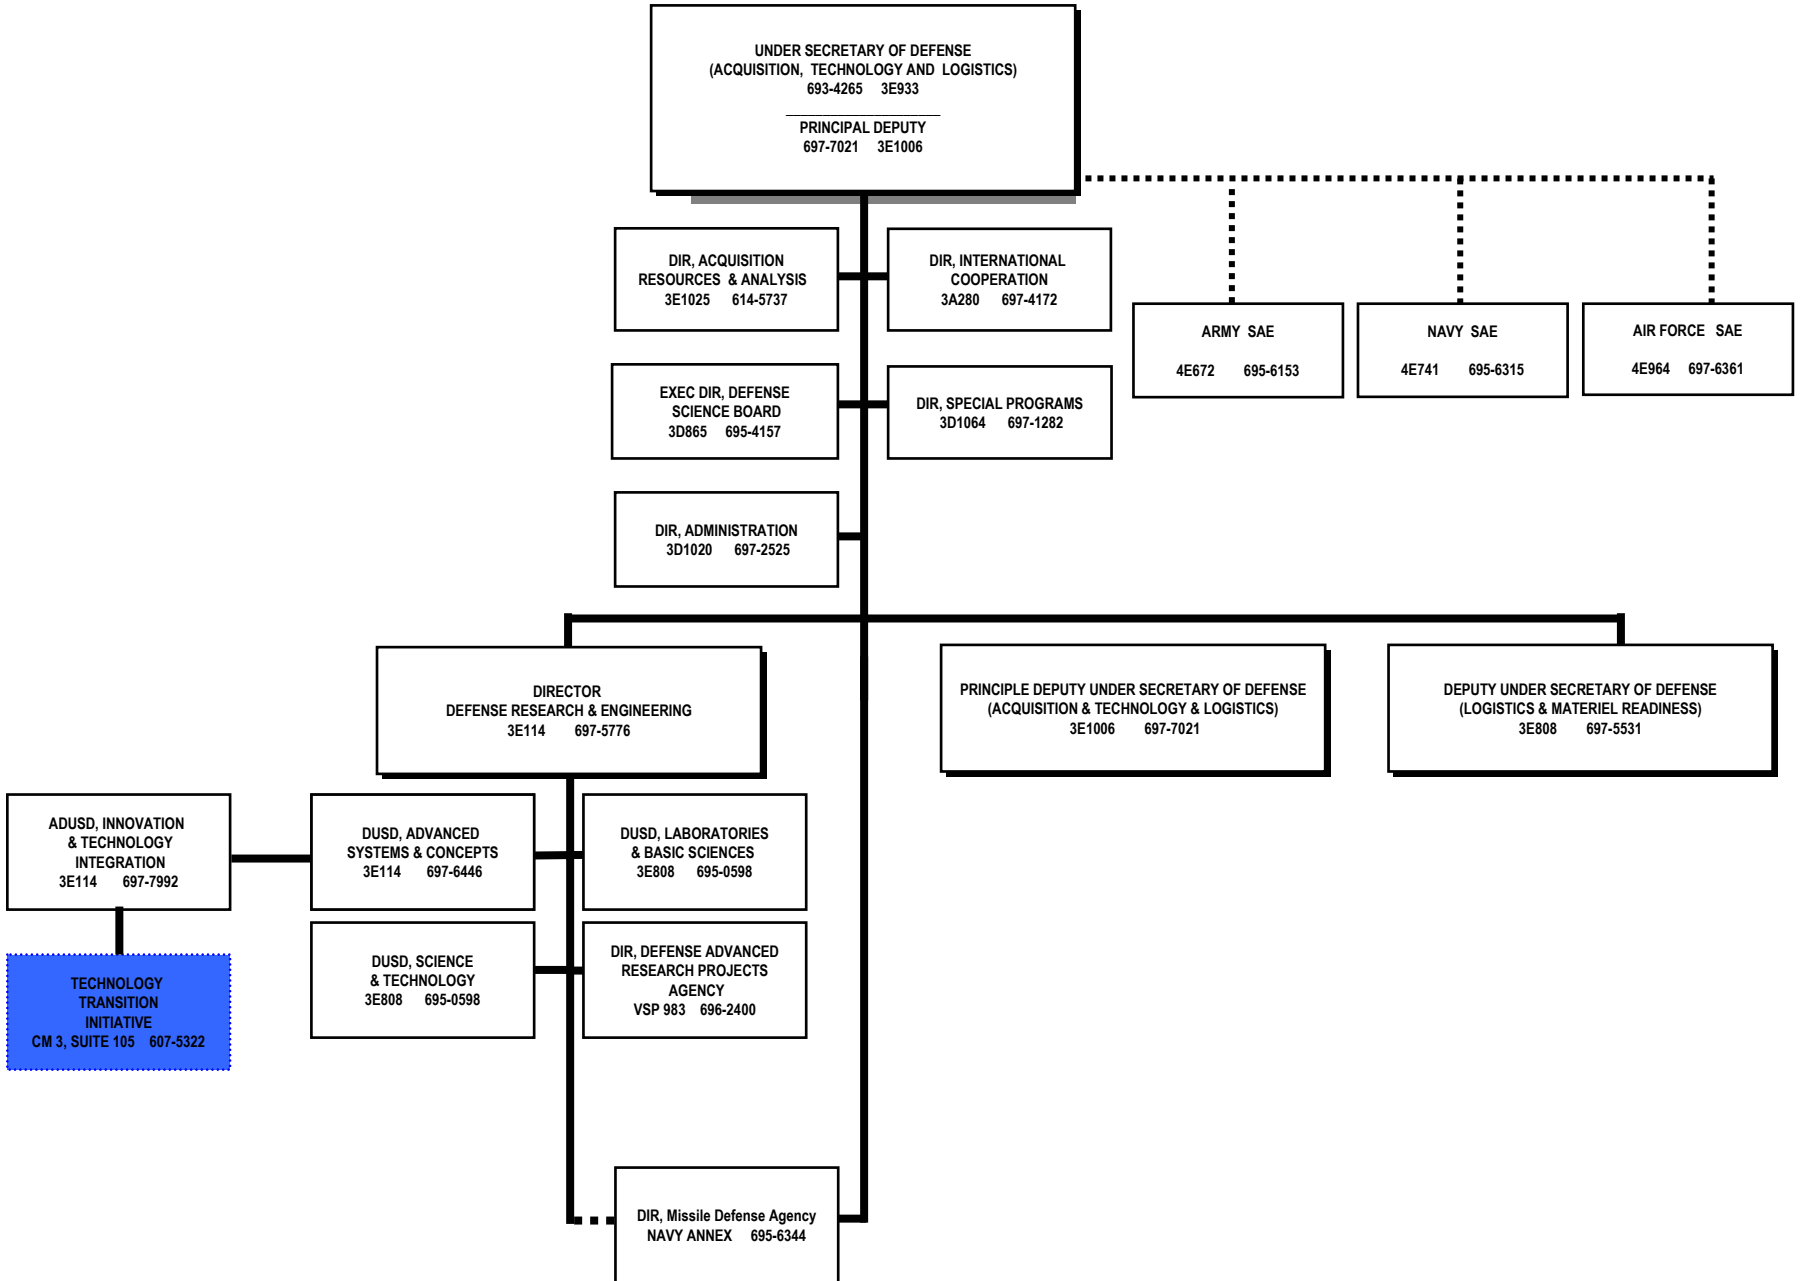 UNDER SECRETARY OF DEFENSE
(ACQUISITION, TECHNOLOGY AND LOGISTICS)
693-4265 3E933
PRINCIPAL DEPUTY
697-7021 3E1006
DIR, ACQUISITION
RESOURCES & ANALYSIS
3E1025 614-5737
DIR, INTERNATIONAL
COOPERATION
3A280 697-4172
ARMY SAE
4E672 695-6153
NAVY SAE
4E741 695-6315
AIR FORCE SAE
4E964 697-6361
EXEC DIR, DEFENSE
SCIENCE BOARD
3D865 695-4157
DIR, SPECIAL PROGRAMS
3D1064 697-1282
DIR, ADMINISTRATION
3D1020 697-2525
DIRECTOR
DEFENSE RESEARCH & ENGINEERING
3E114 697-5776
PRINCIPLE DEPUTY UNDER SECRETARY OF DEFENSE
(ACQUISITION & TECHNOLOGY & LOGISTICS)
3E1006 697-7021
DEPUTY UNDER SECRETARY OF DEFENSE
(LOGISTICS & MATERIEL READINESS)
3E808 697-5531
ADUSD, INNOVATION
& TECHNOLOGY
INTEGRATION
3E114 697-7992
DUSD, ADVANCED
SYSTEMS & CONCEPTS
3E114 697-6446
DUSD, LABORATORIES
& BASIC SCIENCES
3E808 695-0598
TECHNOLOGY
TRANSITION
INITIATIVE
CM 3, SUITE 105 607-5322
DUSD, SCIENCE
& TECHNOLOGY
3E808 695-0598
DIR, DEFENSE ADVANCED
RESEARCH PROJECTS
AGENCY
VSP 983 696-2400
DIR, Missile Defense Agency
NAVY ANNEX 695-6344